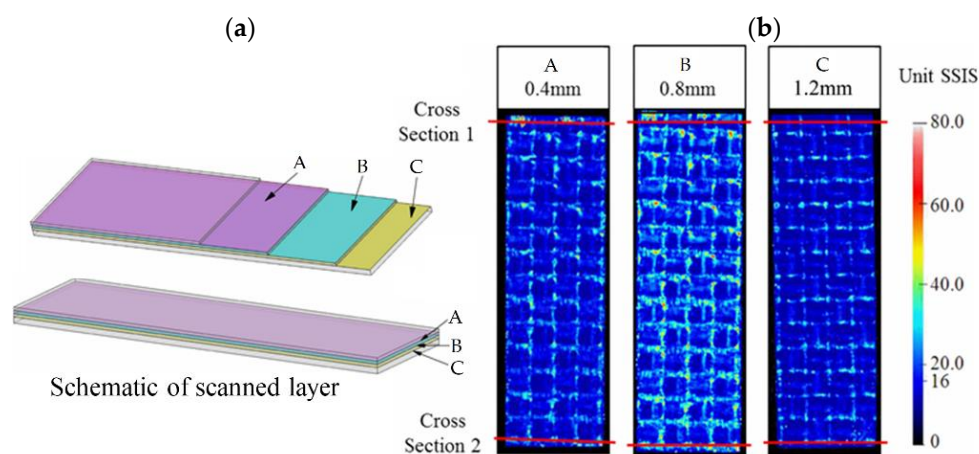 (a)
(b)
A
0.4mm
B
0.8mm
C
1.2mm
Unit SSIS
Cross
Section 1
80.0
60.0
40.0
20.0
16
0
A
B
C
A
B
C
Schematic of scanned layer
Cross
Section 2